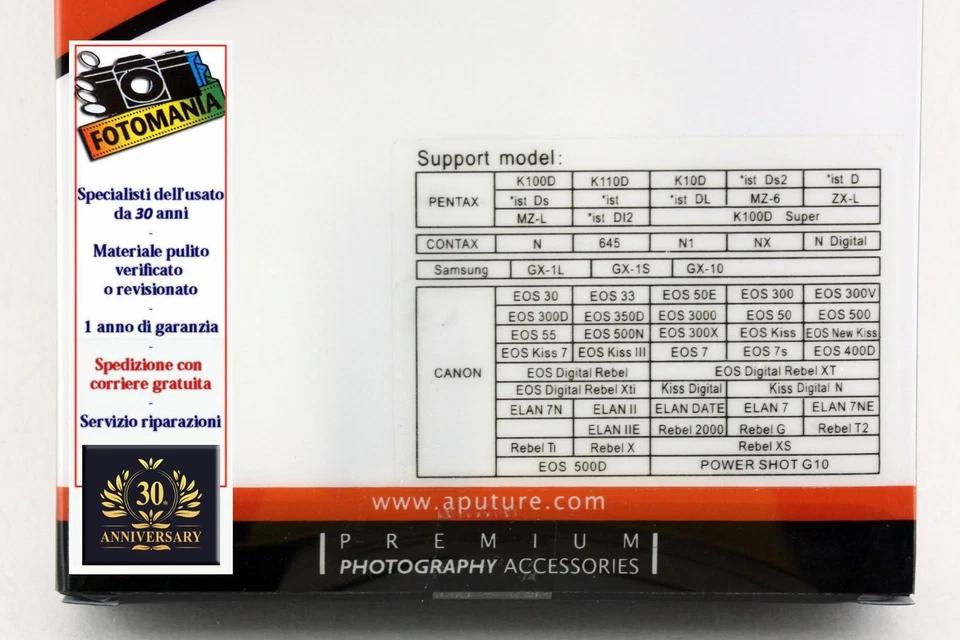 FOTOMANIA
Specialisti dell'usato
da 30 anni
-
Materiale pulito
verificato
o revisionato
-
1 anno di garanzia
-
Spedizione con
corriere gratuita
-
Servizio riparazioni
30
ANNIVERSARY
Support model:
PENTAX
K100D K110D K10D *ist Ds2 *ist D
*ist Ds *ist *ist DL MZ-6 ZX-L
MZ-L *ist Dl2 K100D Super
CONTAX N 645 N1 NX N Digital
Samsung GX-1L GX-1S GX-10
CANON
EOS 30 EOS 33 EOS 50E EOS 300 EOS 300V
EOS 300D EOS 350D EOS 3000 EOS 50 EOS 500
EOS 55 EOS 500N EOS 300X EOS Kiss EOS New Kiss
EOS Kiss 7 EOS Kiss III EOS 7 EOS 7s EOS 400D
EOS Digital Rebel EOS Digital Rebel XT
EOS Digital Rebel Xti Kiss Digital Kiss Digital N
ELAN 7N ELAN II ELAN DATE ELAN 7 ELAN 7NE
ELAN IIE Rebel 2000 Rebel G Rebel T2
Rebel Ti Rebel X Rebel XS
EOS 500D POWER SHOT G10
www.aputure.com
PREMIUM
PHOTOGRAPHY ACCESSORIES